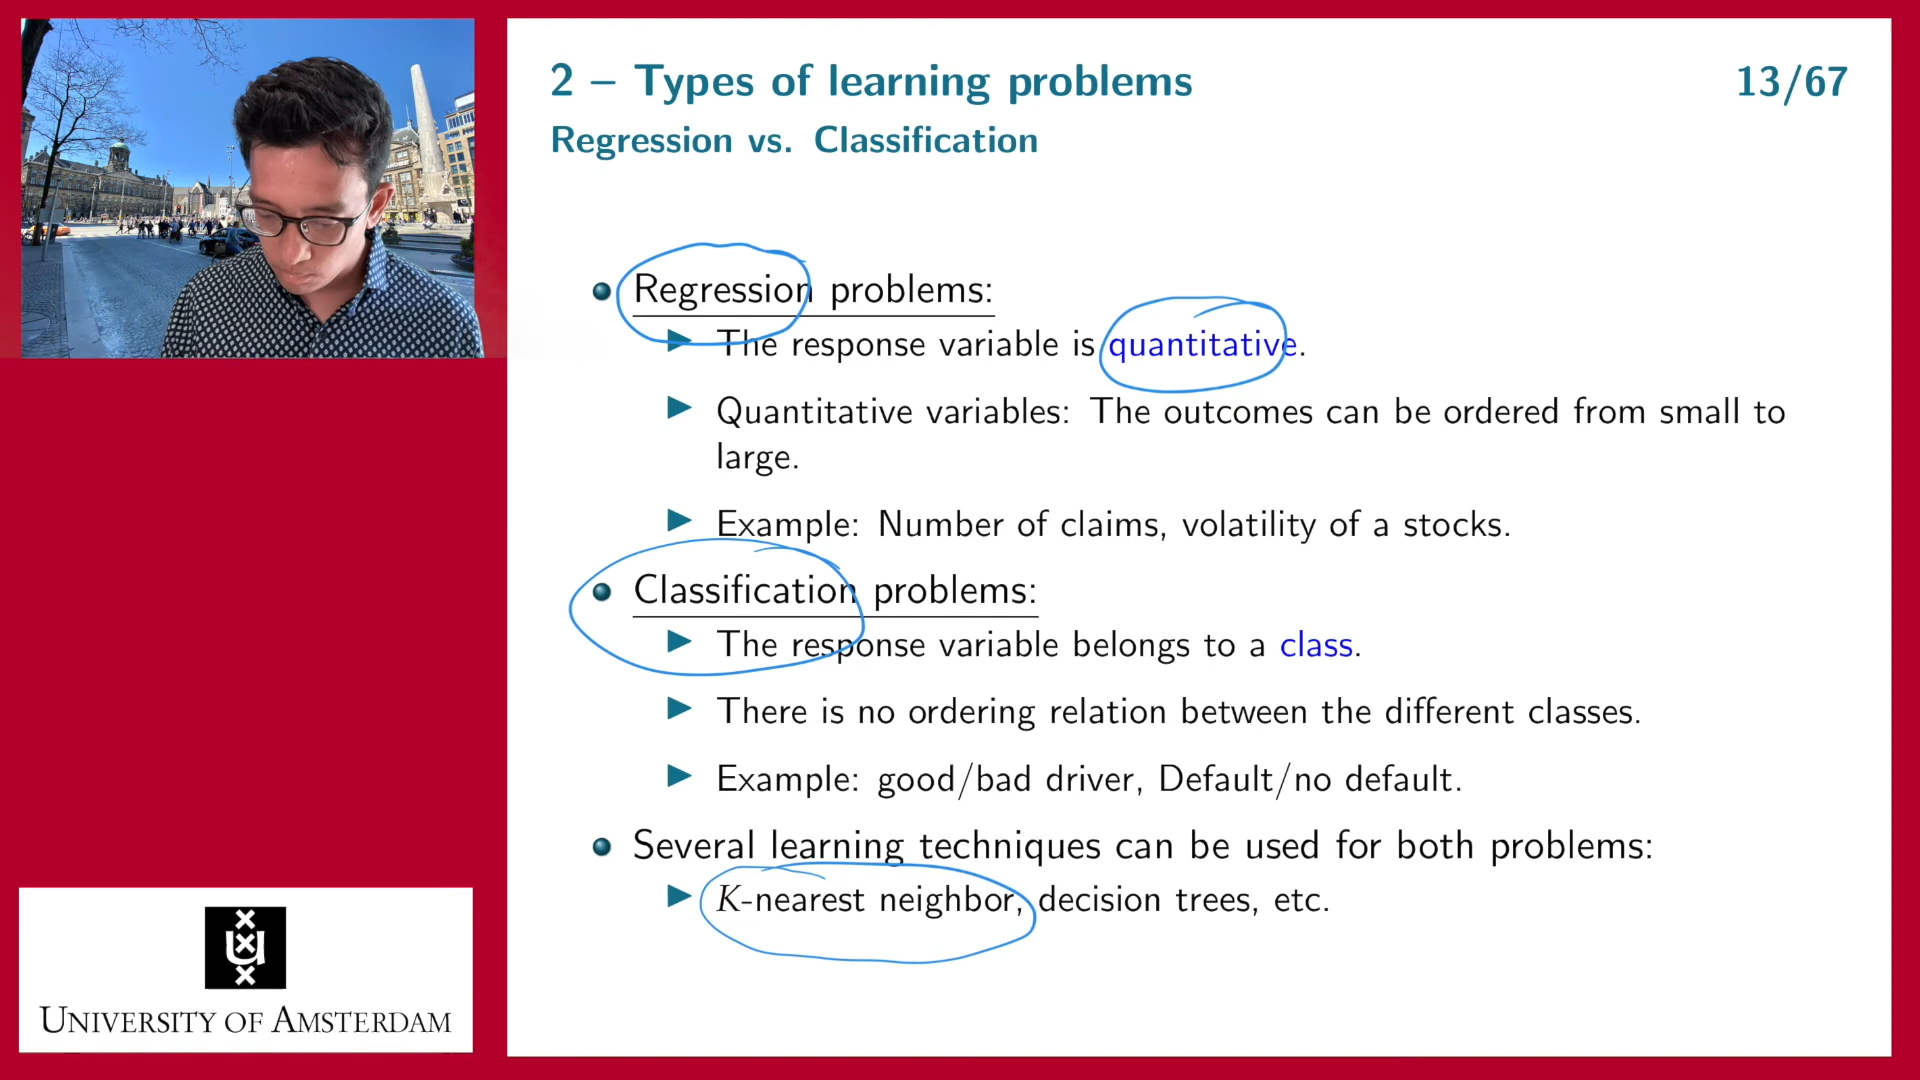 2 – Types of learning problems
13/67
Regression vs. Classification
Regression problems:
The response variable is quantitative.
Quantitative variables: The outcomes can be ordered from small to
large.
Example: Number of claims, volatility of a stocks.
Classification problems:
The response variable belongs to a class.
There is no ordering relation between the different classes.
Example: good/bad driver, Default/no default.
Several learning techniques can be used for both problems:
K-nearest neighbor, decision trees, etc.
U
UNIVERSITY OF AMSTERDAM